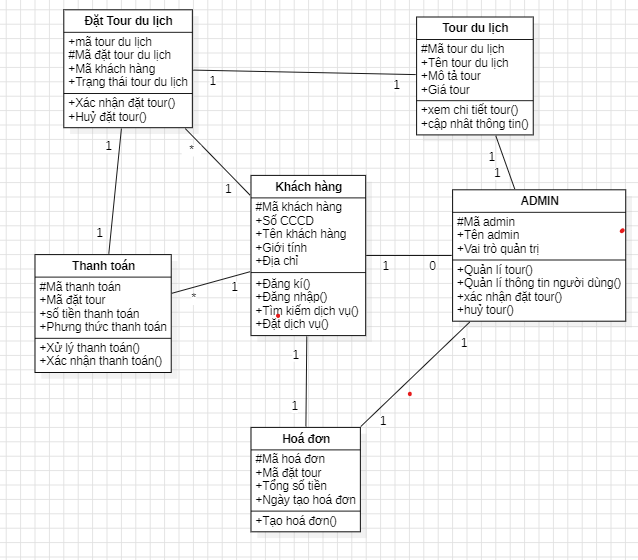 Đặt Tour du lịch
+mã tour du lịch
#Mã đặt tour du lịch
+Mã khách hàng
+Trạng thái tour du lịch
+Xác nhận đặt tour()
+Huỷ đặt tour()
Tour du lịch
#Mã tour du lịch
+Tên tour du lịch
+Mô tả tour
+Giá tour
+xem chi tiết tour()
+cập nhât thông tin()
1
1
1
*
1
1
1
1
Khách hàng
#Mã khách hàng
+Số CCCD
+Tên khách hàng
+Giới tính
+Địa chỉ
+Đăng kí()
+Đăng nhập()
+Tìm kiếm dịch vụ()
+Đặt dịch vụ()
ADMIN
#Mã admin
+Tên admin
+Vai trò quản trị
+Quản lí tour()
+Quản lí thông tin người dùng()
+xác nhận đặt tour()
+huỷ tour()
Thanh toán
#Mã thanh toán
+Mã đặt tour
+số tiền thanh toán
+Phưng thức thanh toán
+Xử lý thanh toán()
+Xác nhận thanh toán()
1
0
*
1
1
1
1
1
Hoá đơn
#Mã hoá đơn
+Mã đặt tour
+Tổng số tiền
+Ngày tạo hoá đơn
+Tạo hoá đơn()